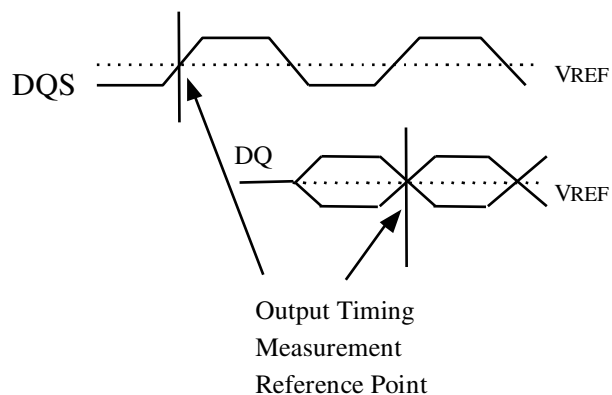 DQS
VREF
DQ
VREF
Output Timing
Measurement
Reference Point